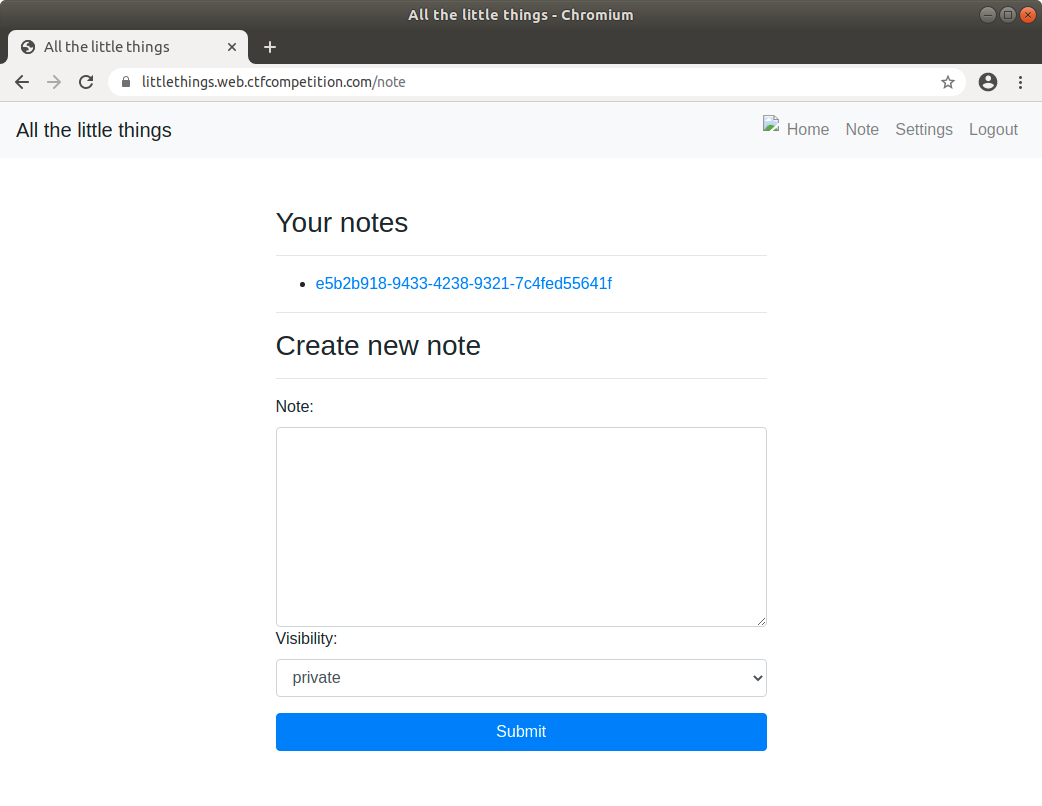 All the little things - Chromium
All the little things
littlethings.web.ctfcompetition.com/note
All the little things Home Note Settings Logout
Your notes
e5b2b918-9433-4238-9321-7c4fed55641f
Create new note
Note:
Visibility:
private
Submit